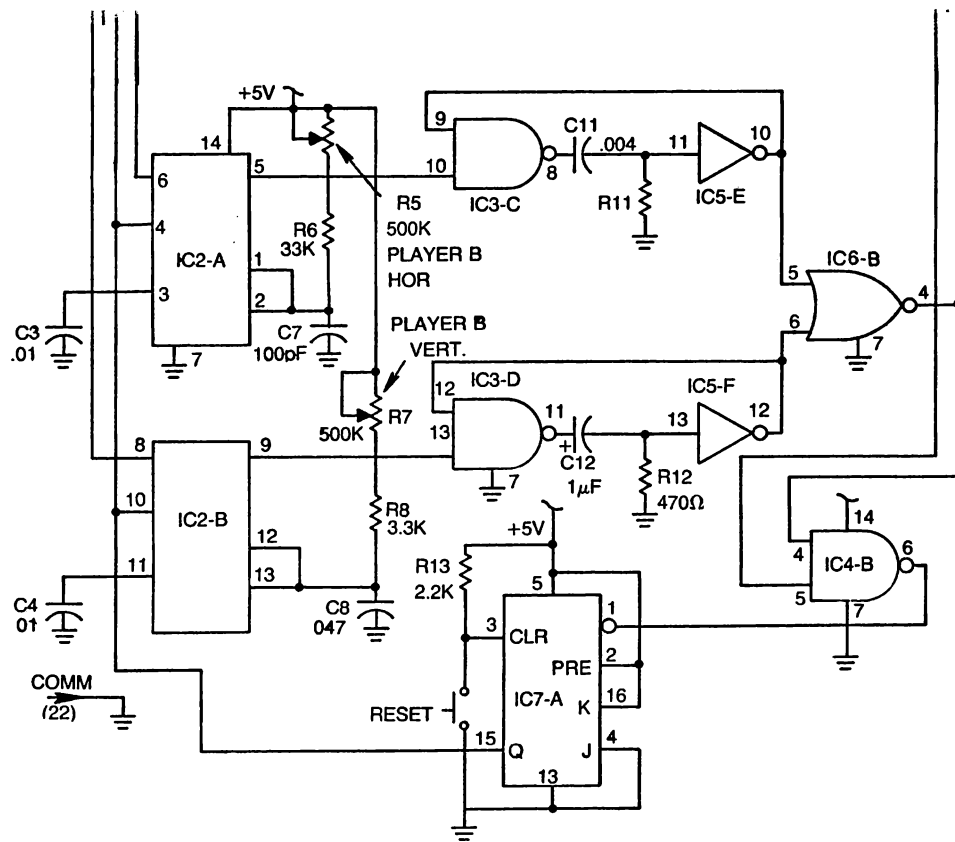 +5V
14
6
5
4
IC2-A
1
3
2
7
C3
.01
R6
33K
R5
500K
PLAYER B
HOR
C7
100pF
9
10
8
IC3-C
C11
.004
11
10
IC5-E
R11
IC6-B
5
6
4
7
PLAYER B
VERT.
R7
500K
R8
3.3K
IC3-D
12
13
11
7
+
C12
1µF
13
12
IC5-F
R12
470Ω
8
9
10
IC2-B
12
11
13
C4
01
C8
047
+5V
R13
2.2K
5
3
CLR
1
PRE
2
K
16
IC7-A
J
4
15
Q
13
RESET
14
4
5
IC4-B
6
7
COMM
(22)